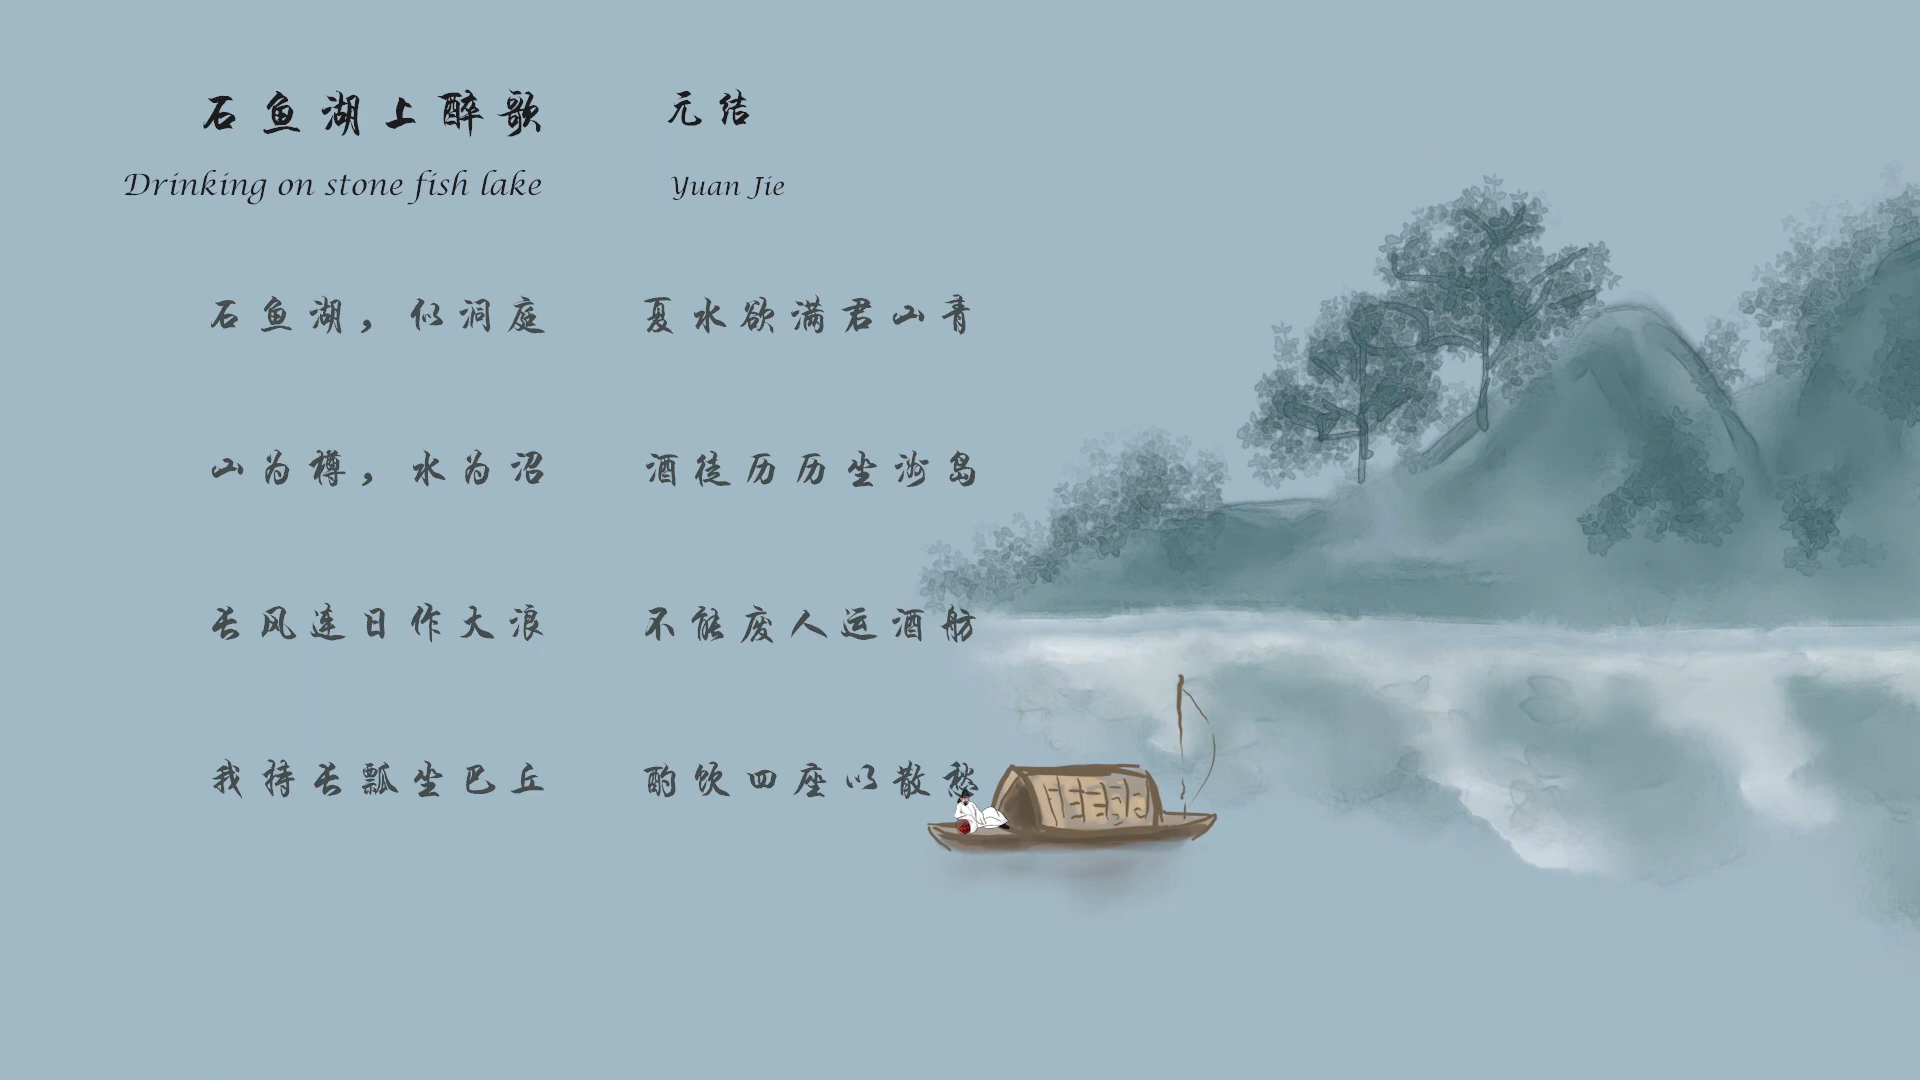 石鱼湖上醉歌 元结
Drinking on stone fish lake Yuan Jie
石鱼湖，似洞庭 夏水欲满君山青
山为樽，水为沼 酒徒历历坐洲岛
长风连日作大浪 不能废人运酒舫
我持长瓢坐巴丘 酌饮四座以散愁